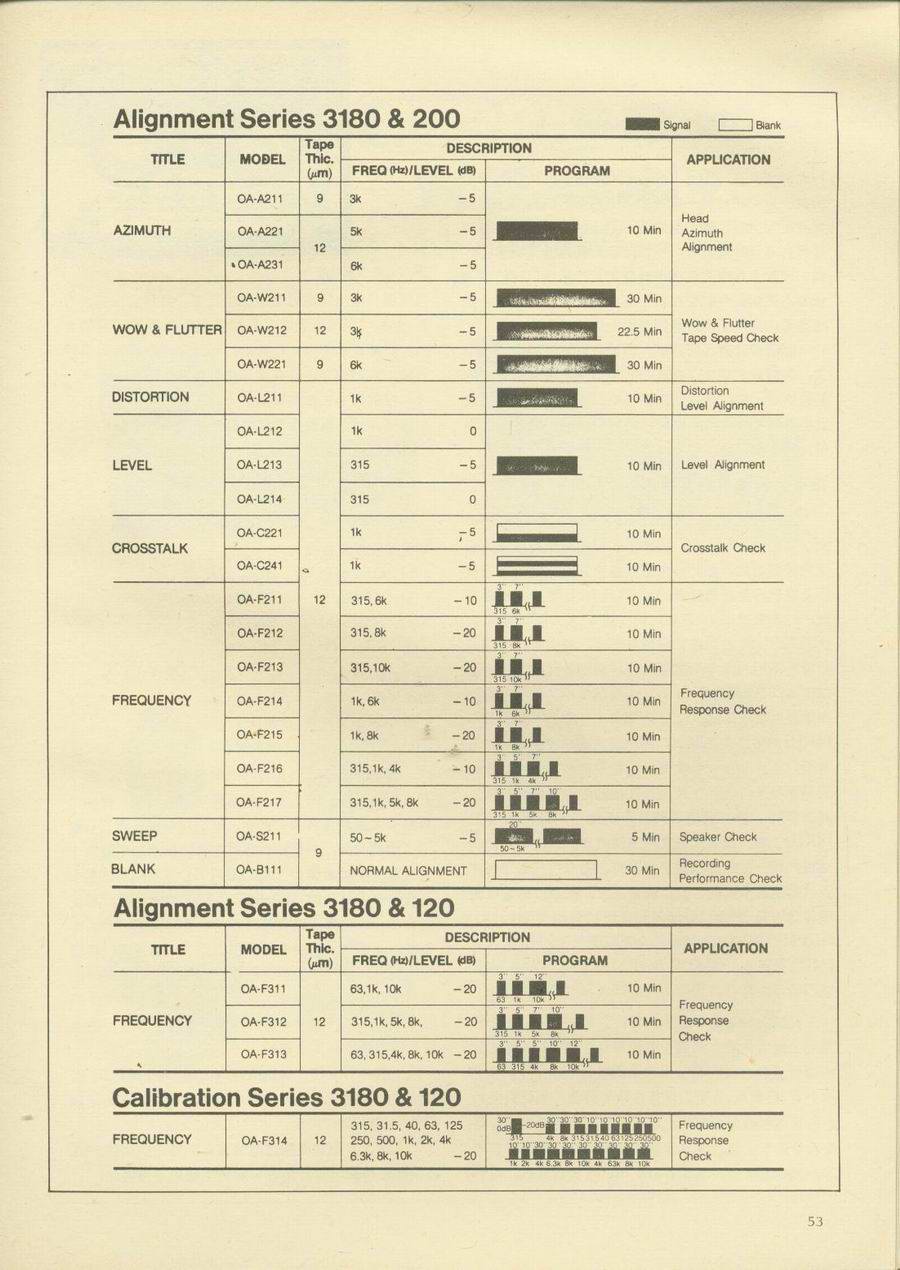 Alignment Series 3180 & 200
Signal Blank
TITLE MODEL Tape Thic. (μm) DESCRIPTION APPLICATION
FREQ (Hz)/LEVEL (dB) PROGRAM
AZIMUTH
OA-A211 9 3k −5
OA-A221 12 5k −5 10 Min
OA-A231 6k −5
Head
Azimuth
Alignment
WOW & FLUTTER
OA-W211 9 3k −5 30 Min
OA-W212 12 3k −5 22.5 Min
OA-W221 9 6k −5 30 Min
Wow & Flutter
Tape Speed Check
DISTORTION OA-L211 1k −5 10 Min
Distortion
Level Alignment
LEVEL
OA-L212 1k 0
OA-L213 315 −5 10 Min Level Alignment
OA-L214 315 0
CROSSTALK
OA-C221 1k −5 10 Min
OA-C241 1k −5 10 Min
Crosstalk Check
FREQUENCY
3'' 7''
OA-F211 12 315,6k −10 10 Min
315 6k
3'' 7''
OA-F212 315,8k −20 10 Min
315 8k
3'' 7''
OA-F213 315,10k −20 10 Min
315 10k
3'' 7''
OA-F214 1k,6k −10 10 Min
1k 6k
3'' 7''
OA-F215 1k,8k −20 10 Min
1k 8k
3'' 5'' 7''
OA-F216 315,1k,4k −10 10 Min
315 1k 4k
3'' 5'' 7'' 10'
OA-F217 315,1k,5k,8k −20 10 Min
315 1k 5k 8k
Frequency
Response Check
20''
SWEEP OA-S211 50~5k −5 5 Min Speaker Check
50~5k
9
BLANK OA-B111 NORMAL ALIGNMENT 30 Min
Recording
Performance Check
Alignment Series 3180 & 120
TITLE MODEL Tape Thic. (μm) DESCRIPTION APPLICATION
FREQ (Hz)/LEVEL (dB) PROGRAM
3'' 5'' 12''
OA-F311 63,1k,10k −20 10 Min
63 1k 10k
3'' 5'' 7'' 10''
FREQUENCY OA-F312 12 315,1k,5k,8k, −20 10 Min
315 1k 5k 8k
3'' 5'' 5'' 10'' 12''
OA-F313 63,315,4k,8k,10k −20 10 Min
63 315 4k 8k 10k
Frequency
Response
Check
Calibration Series 3180 & 120
FREQUENCY OA-F314 12
315, 31.5, 40, 63, 125
250, 500, 1k, 2k, 4k
6.3k, 8k, 10k −20
30'' 30'' 30'' 30'' 10'' 10'' 10'' 10'' 10'' 10''
0dB −20dB
315 4k 8k 315 31.5 40 63 125 250 500
10'' 10'' 30'' 30'' 30'' 30'' 30'' 30'' 30'' 30''
1k 2k 4k 6.3k 8k 10k 4k 63k 8k 10k
Frequency
Response
Check
53